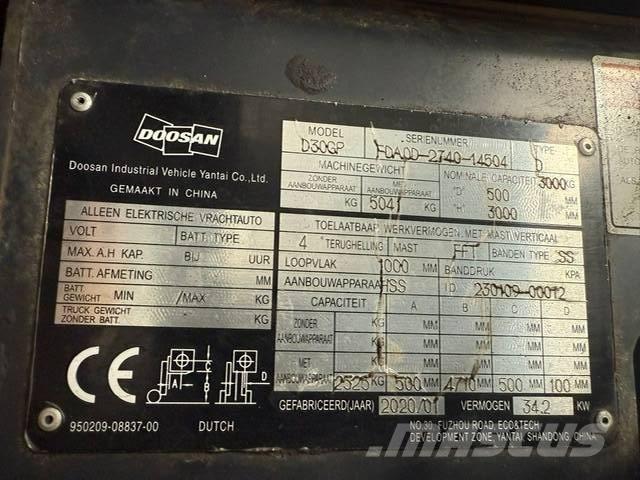 DOOSAN
Doosan Industrial Vehicle Yantai Co.,Ltd.
GEMAAKT IN CHINA
MODEL SERIENUMMER TYPE
D30GP FDA0D-2740-14504 D
MACHINEGEWICHT
NOMINALE CAPACITEIT 3000 KG
ZONDER AANBOUWAPPARAAT 5041 KG
"D" 500 MM
"H" 3000 MM
ALLEEN ELEKTRISCHE VRACHTAUTO
VOLT BATT.TYPE
MAX. A.H KAP. BIJ UUR
BATT. AFMETING MM
BATT. GEWICHT MIN /MAX KG
TRUCK GEWICHT ZONDER BATT. KG
TOELAATBAAR WERKVERMOGEN MET MAST VERTICAAL
4 TERUGHELLING MAST FFT BANDEN TYPE SS
LOOPVLAK 1000 MM BANDDRUK KPA
AANBOUWAPPARAAT ISS ID 230109-00012
CAPACITEIT A B C D
ZONDER AANBOUWAPPARAAT KG MM MM MM MM
MET AANBOUWAPPARAAT 2525 KG 500 MM 4710 MM 500 MM 100 MM
GEFABRICEERD(JAAR) 2020/01 VERMOGEN 34.2 KW
CE
A B C D
950209-08837-00 DUTCH
NO.30, FUZHOU ROAD, ECO&TECH
DEVELOPMENT ZONE, YANTAI, SHANDONG, CHINA
MASCUS